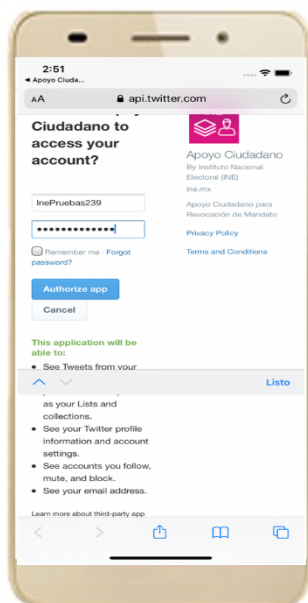 2:51
◀ Apoyo Ciuda...
AA
api.twitter.com
Ciudadano to
access your
account?
InePruebas239
Remember me · Forgot
password?
Authorize app
Cancel
This application will be
able to:
See Tweets from your
as your Lists and
collections.
See your Twitter profile
information and account
settings.
See accounts you follow,
mute, and block.
See your email address.
Learn more about third-party app
Apoyo Ciudadano
By Instituto Nacional
Electoral (INE)
ine.mx
Apoyo Ciudadano para
Revocación de Mandato
Privacy Policy
Terms and Conditions
Listo